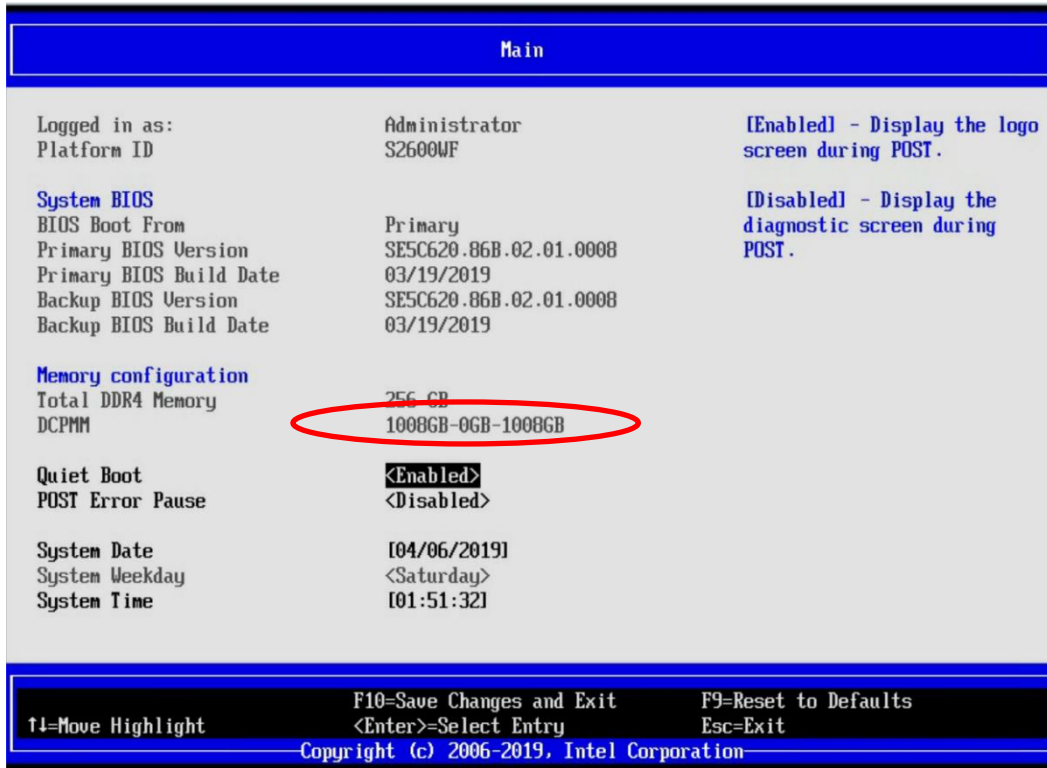 Main
Logged in as: Administrator
Platform ID S2600WF
System BIOS
BIOS Boot From Primary
Primary BIOS Version SE5C620.86B.02.01.0008
Primary BIOS Build Date 03/19/2019
Backup BIOS Version SE5C620.86B.02.01.0008
Backup BIOS Build Date 03/19/2019
Memory configuration
Total DDR4 Memory 256 GB
DCPMM 1008GB-0GB-1008GB
Quiet Boot <Enabled>
POST Error Pause <Disabled>
System Date [04/06/2019]
System Weekday <Saturday>
System Time [01:51:32]
[Enabled] - Display the logo
screen during POST.
[Disabled] - Display the
diagnostic screen during
POST.
F10=Save Changes and Exit F9=Reset to Defaults
↑↓=Move Highlight <Enter>=Select Entry Esc=Exit
Copyright (c) 2006-2019, Intel Corporation